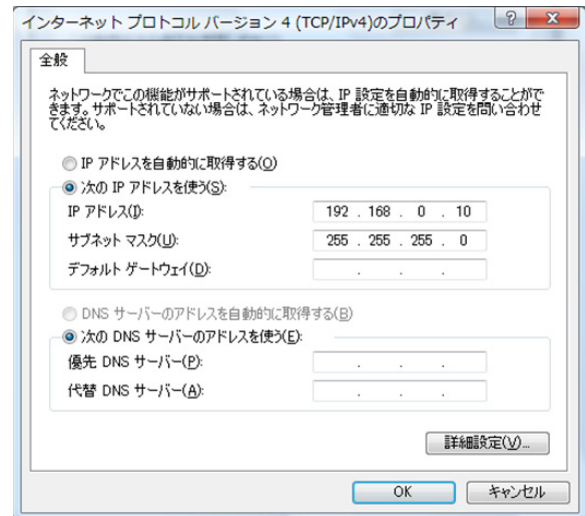 インターネット プロトコル バージョン 4 (TCP/IPv4)のプロパティ
全般
ネットワークでこの機能がサポートされている場合は、IP 設定を自動的に取得することがで
きます。サポートされていない場合は、ネットワーク管理者に適切な IP 設定を問い合わせ
てください。
IP アドレスを自動的に取得する(O)
次の IP アドレスを使う(S):
IP アドレス(I): 192 . 168 . 0 . 10
サブネット マスク(U): 255 . 255 . 255 . 0
デフォルト ゲートウェイ(D): . . .
DNS サーバーのアドレスを自動的に取得する(B)
次の DNS サーバーのアドレスを使う(E):
優先 DNS サーバー(P): . . .
代替 DNS サーバー(A): . . .
詳細設定(V)...
OK キャンセル